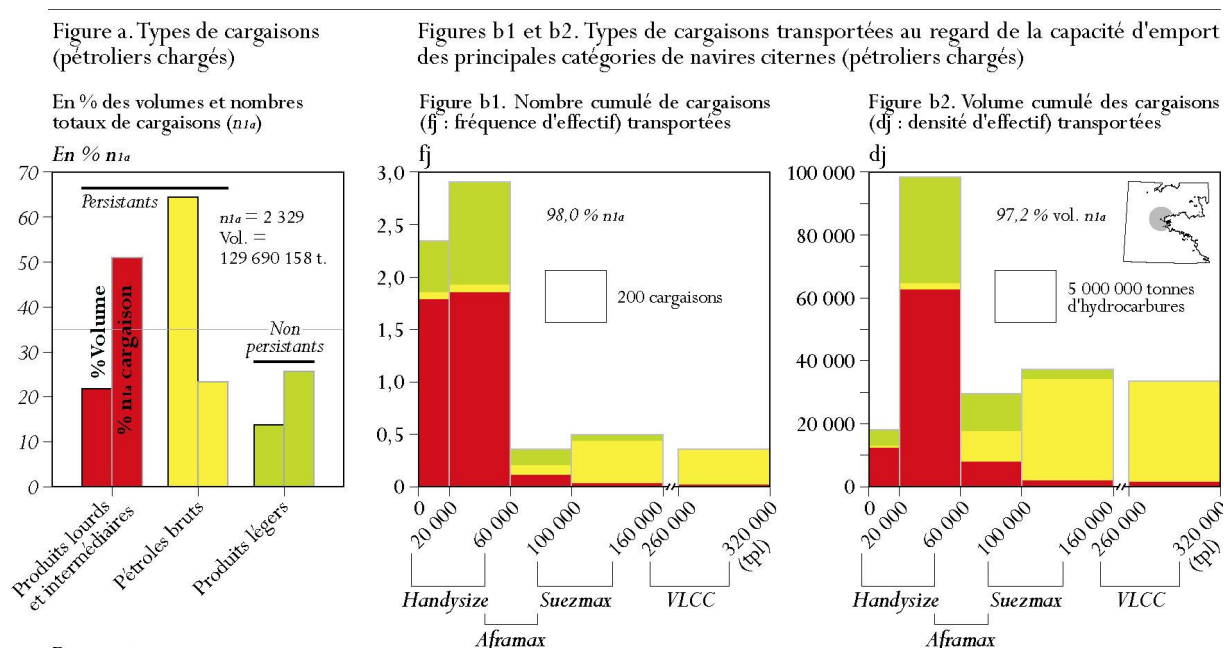 Figure a. Types de cargaisons
(pétroliers chargés)
En % des volumes et nombres
totaux de cargaisons (n1a)
En % n1a
70
60
50
40
30
20
10
0
Persistants
n1a = 2 329
Vol. =
129 690 158 t.
% Volume
% n1a cargaison
Non
persistants
Produits lourds
et intermédiaires
Pétroles bruts
Produits légers
Figures b1 et b2. Types de cargaisons transportées au regard de la capacité d'emport
des principales catégories de navires citernes (pétroliers chargés)
Figure b1. Nombre cumulé de cargaisons
(fj : fréquence d'effectif) transportées
fj
3,0
2,5
2,0
1,5
1,0
0,5
0
98,0 % n1a
200 cargaisons
0
20 000
60 000
100 000
160 000
260 000
320 000
(tpl)
Handysize
Suezmax
VLCC
Aframax
Figure b2. Volume cumulé des cargaisons
(dj : densité d'effectif) transportées
dj
100 000
80 000
60 000
40 000
20 000
0
97,2 % vol. n1a
5 000 000 tonnes
d'hydrocarbures
0
20 000
60 000
100 000
160 000
260 000
320 000
(tpl)
Handysize
Suezmax
VLCC
Aframax